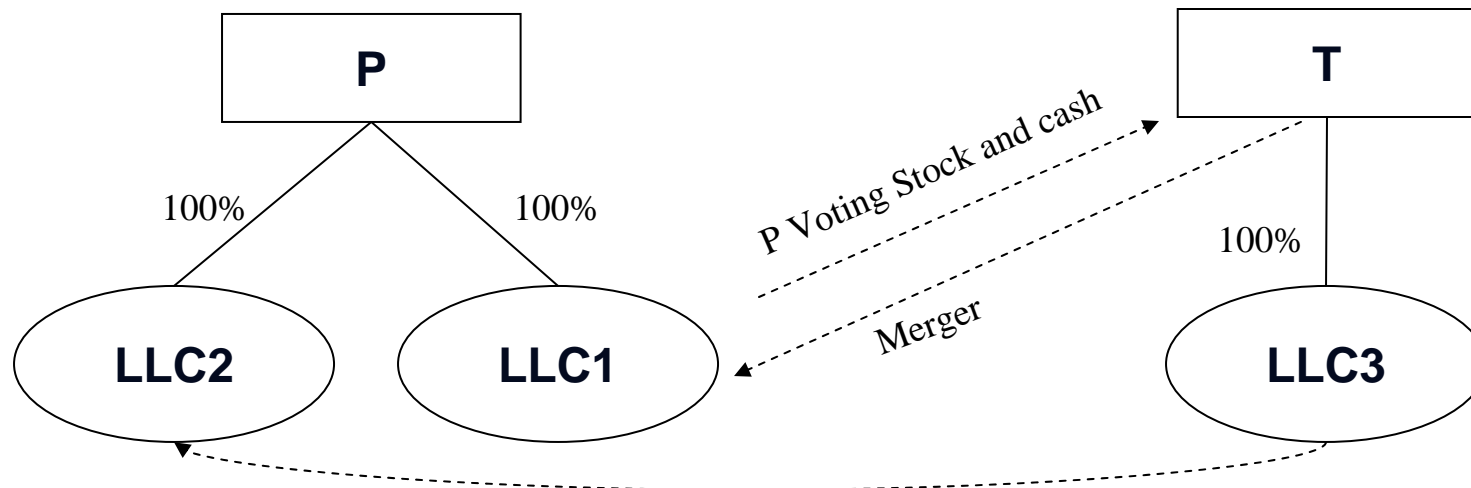 P
T
P Voting Stock and cash
100%
100%
100%
Merger
LLC2
LLC1
LLC3